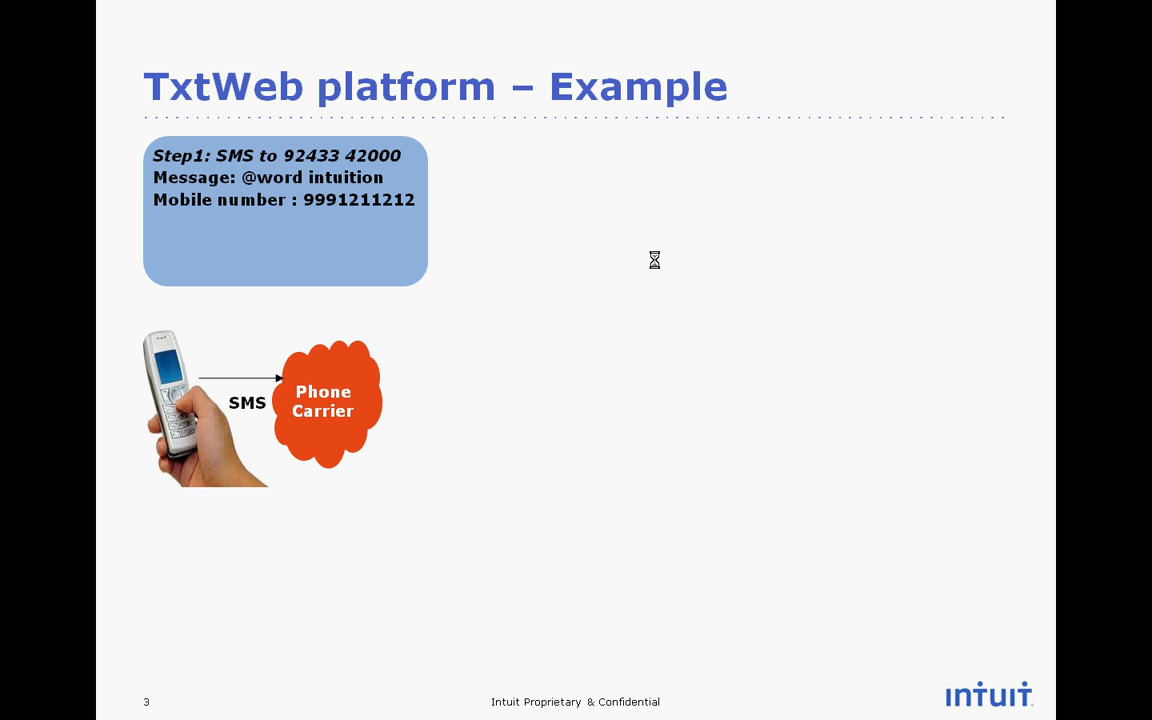 TxtWeb platform – Example
Step1: SMS to 92433 42000
Message: @word intuition
Mobile number : 9991211212
Phone
Carrier
SMS
3
Intuit Proprietary & Confidential
intuit